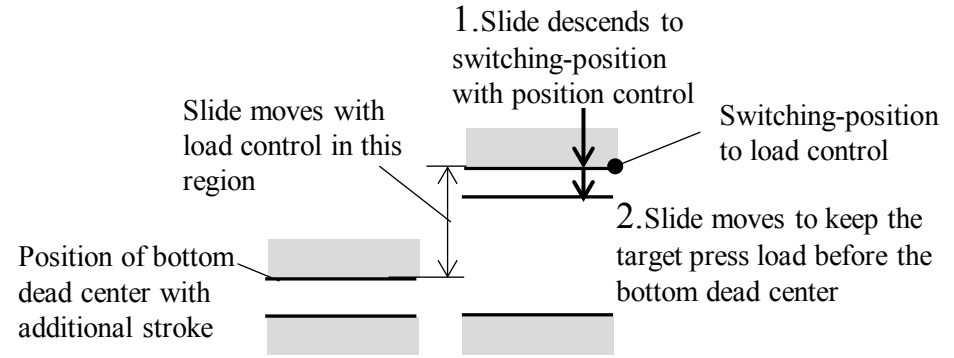 1.Slide descends to
switching-position
with position control
Slide moves with
load control in this
region
Switching-position
to load control
2.Slide moves to keep the
target press load before the
bottom dead center
Position of bottom
dead center with
additional stroke